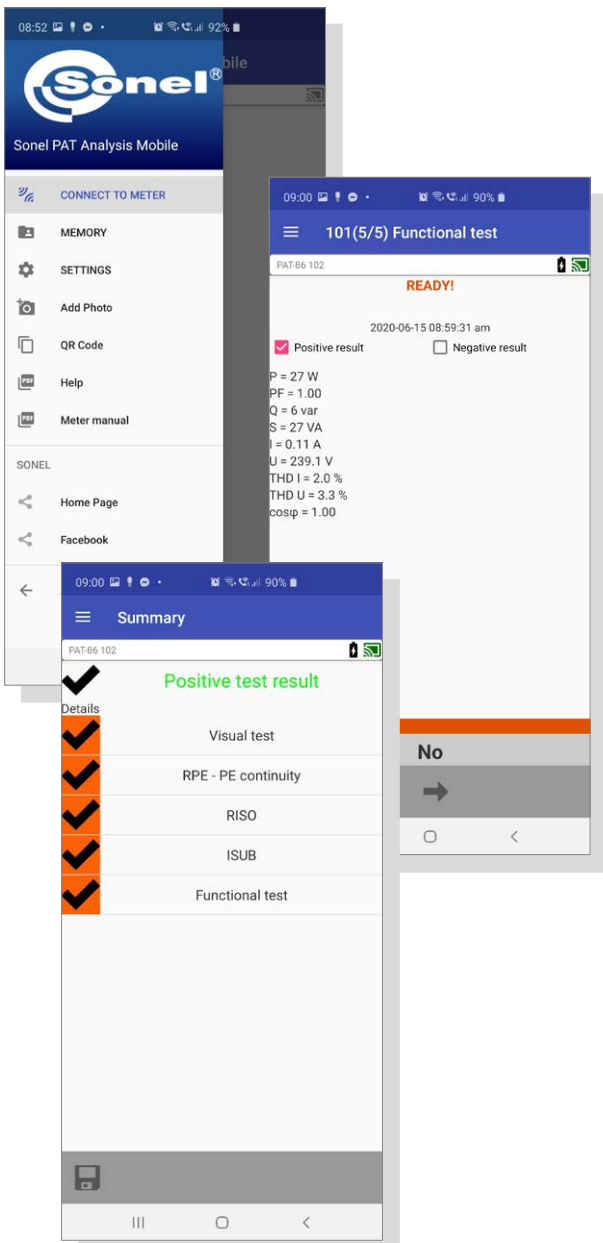 08:52
92%
bile
Sonel®
Sonel PAT Analysis Mobile
CONNECT TO METER
MEMORY
SETTINGS
Add Photo
QR Code
PDF
Help
PDF
Meter manual
SONEL
Home Page
Facebook
09:00
90%
101(5/5) Functional test
PAT-86 102
READY!
2020-06-15 08:59:31 am
Positive result
Negative result
P = 27 W
PF = 1.00
Q = 6 var
S = 27 VA
I = 0.11 A
U = 239.1 V
THD I = 2.0 %
THD U = 3.3 %
cosφ = 1.00
No
09:00
90%
Summary
PAT-86 102
Positive test result
Details
Visual test
RPE - PE continuity
RISO
ISUB
Functional test